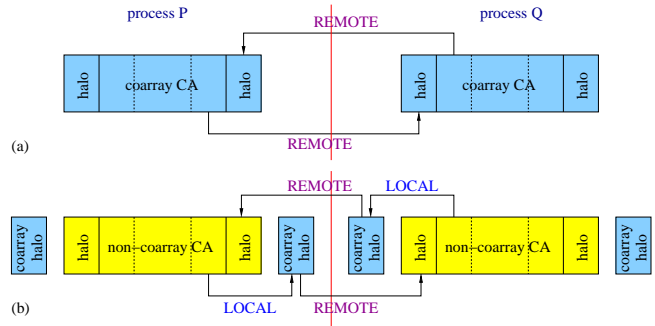 process P process Q
REMOTE
halo coarray CA halo halo coarray CA halo
REMOTE
(a)
REMOTE LOCAL
coarray halo halo non-coarray CA halo coarray halo coarray halo halo non-coarray CA halo coarray halo
(b)
LOCAL REMOTE